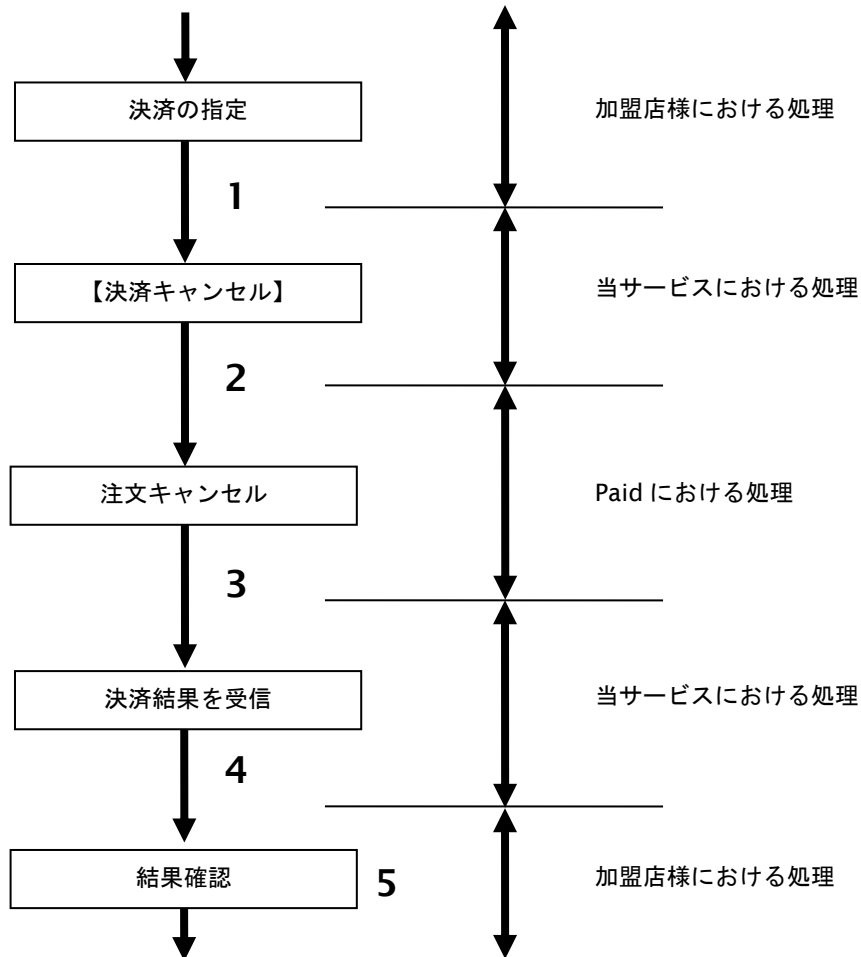 決済の指定
加盟店様における処理
1
【決済キャンセル】
当サービスにおける処理
2
注文キャンセル
Paid における処理
3
決済結果を受信
当サービスにおける処理
4
結果確認
5
加盟店様における処理